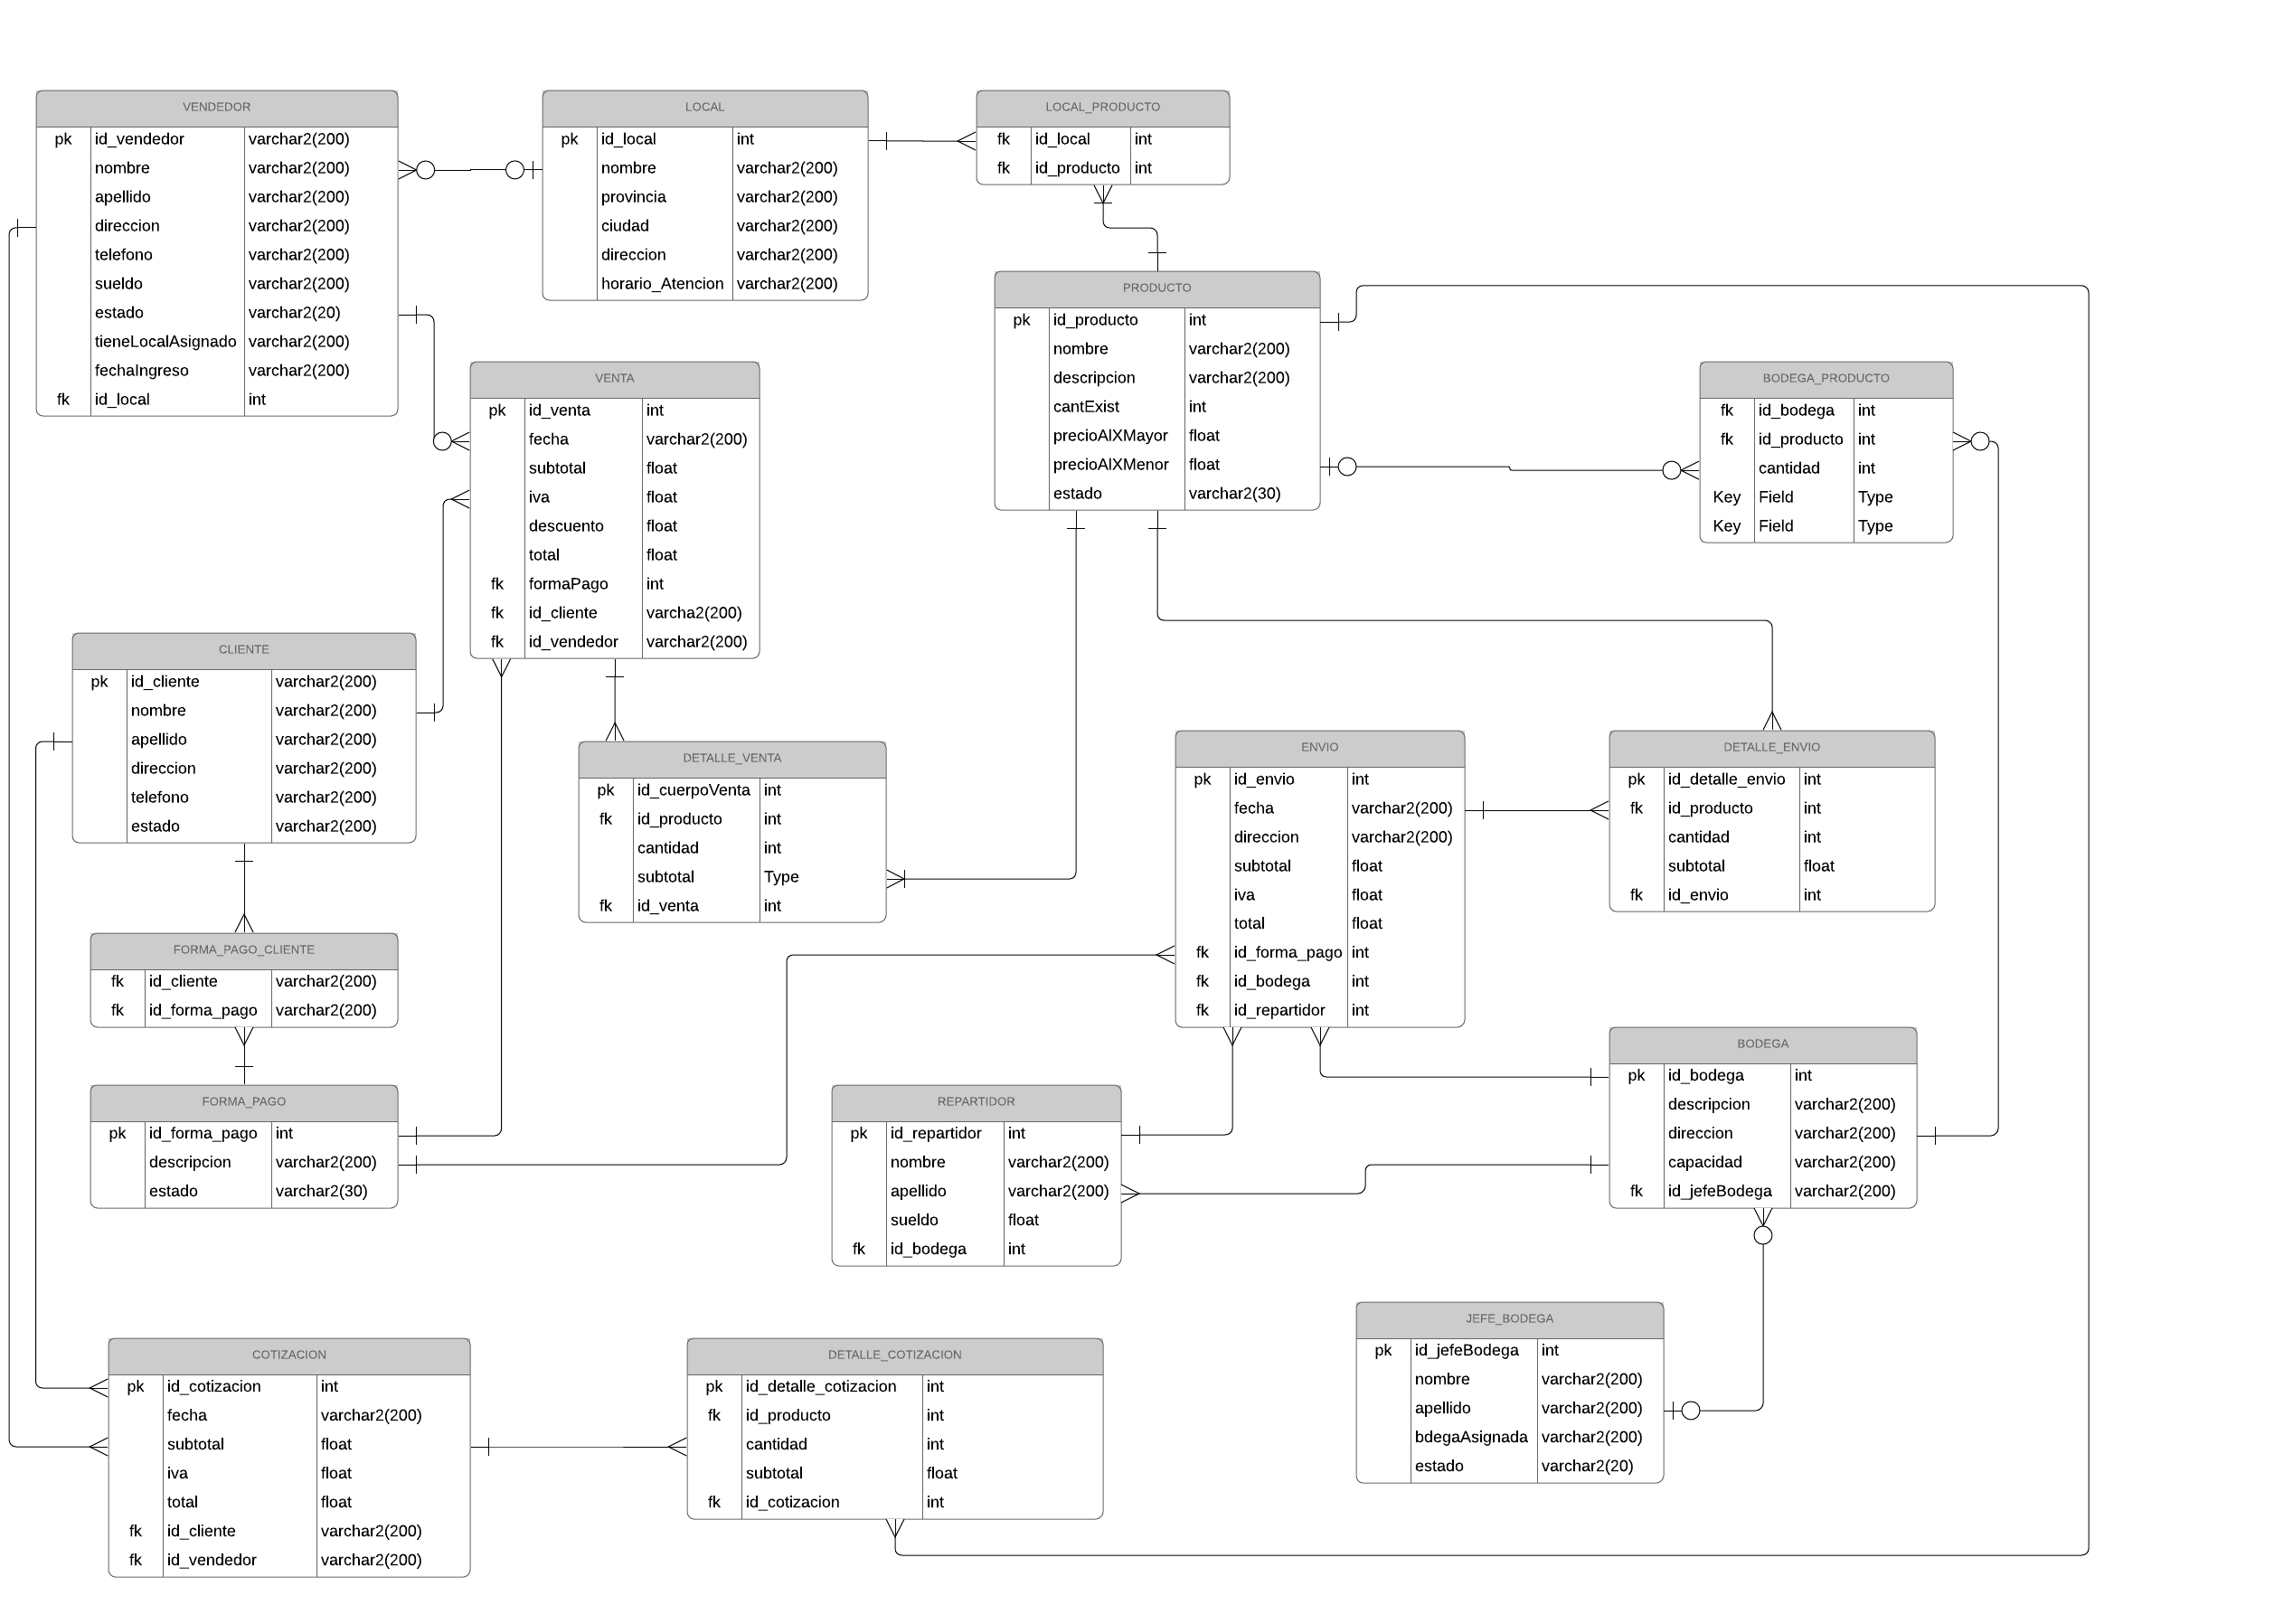 VENDEDOR
pk id_vendedor varchar2(200)
nombre varchar2(200)
apellido varchar2(200)
direccion varchar2(200)
telefono varchar2(200)
sueldo varchar2(200)
estado varchar2(20)
tieneLocalAsignado varchar2(200)
fechaIngreso varchar2(200)
fk id_local int
LOCAL
pk id_local int
nombre varchar2(200)
provincia varchar2(200)
ciudad varchar2(200)
direccion varchar2(200)
horario_Atencion varchar2(200)
LOCAL_PRODUCTO
fk id_local int
fk id_producto int
PRODUCTO
pk id_producto int
nombre varchar2(200)
descripcion varchar2(200)
cantExist int
precioAlXMayor float
precioAlXMenor float
estado varchar2(30)
VENTA
pk id_venta int
fecha varchar2(200)
subtotal float
iva float
descuento float
total float
fk formaPago int
fk id_cliente varcha2(200)
fk id_vendedor varchar2(200)
BODEGA_PRODUCTO
fk id_bodega int
fk id_producto int
cantidad int
Key Field Type
Key Field Type
CLIENTE
pk id_cliente varchar2(200)
nombre varchar2(200)
apellido varchar2(200)
direccion varchar2(200)
telefono varchar2(200)
estado varchar2(200)
DETALLE_VENTA
pk id_cuerpoVenta int
fk id_producto int
cantidad int
subtotal Type
fk id_venta int
ENVIO
pk id_envio int
fecha varchar2(200)
direccion varchar2(200)
subtotal float
iva float
total float
fk id_forma_pago int
fk id_bodega int
fk id_repartidor int
DETALLE_ENVIO
pk id_detalle_envio int
fk id_producto int
cantidad int
subtotal float
fk id_envio int
FORMA_PAGO_CLIENTE
fk id_cliente varchar2(200)
fk id_forma_pago varchar2(200)
FORMA_PAGO
pk id_forma_pago int
descripcion varchar2(200)
estado varchar2(30)
REPARTIDOR
pk id_repartidor int
nombre varchar2(200)
apellido varchar2(200)
sueldo float
fk id_bodega int
BODEGA
pk id_bodega int
descripcion varchar2(200)
direccion varchar2(200)
capacidad varchar2(200)
fk id_jefeBodega varchar2(200)
JEFE_BODEGA
pk id_jefeBodega int
nombre varchar2(200)
apellido varchar2(200)
bdegaAsignada varchar2(200)
estado varchar2(20)
COTIZACION
pk id_cotizacion int
fecha varchar2(200)
subtotal float
iva float
total float
fk id_cliente varchar2(200)
fk id_vendedor varchar2(200)
DETALLE_COTIZACION
pk id_detalle_cotizacion int
fk id_producto int
cantidad int
subtotal float
fk id_cotizacion int